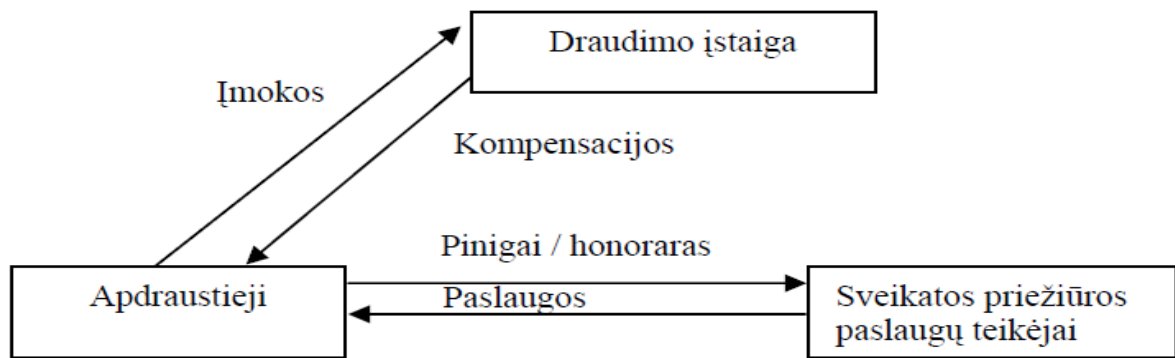 Draudimo įstaiga
Įmokos
Kompensacijos
Pinigai / honoraras
Apdraustieji
Paslaugos
Sveikatos priežiūros
paslaugų teikėjai